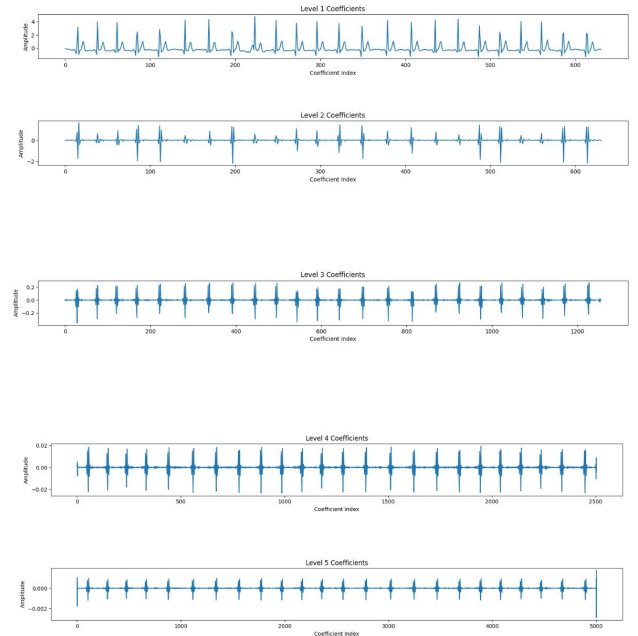 Level 1 Coefficients
Amplitude
4
2
0
0 100 200 300 400 500 600
Coefficient Index
Level 2 Coefficients
Amplitude
0
−2
0 100 200 300 400 500 600
Coefficient Index
Level 3 Coefficients
Amplitude
0.2
0.0
−0.2
0 200 400 600 800 1000 1200
Coefficient Index
Level 4 Coefficients
Amplitude
0.02
0.00
−0.02
0 500 1000 1500 2000 2500
Coefficient Index
Level 5 Coefficients
Amplitude
0.000
−0.002
0 1000 2000 3000 4000 5000
Coefficient Index